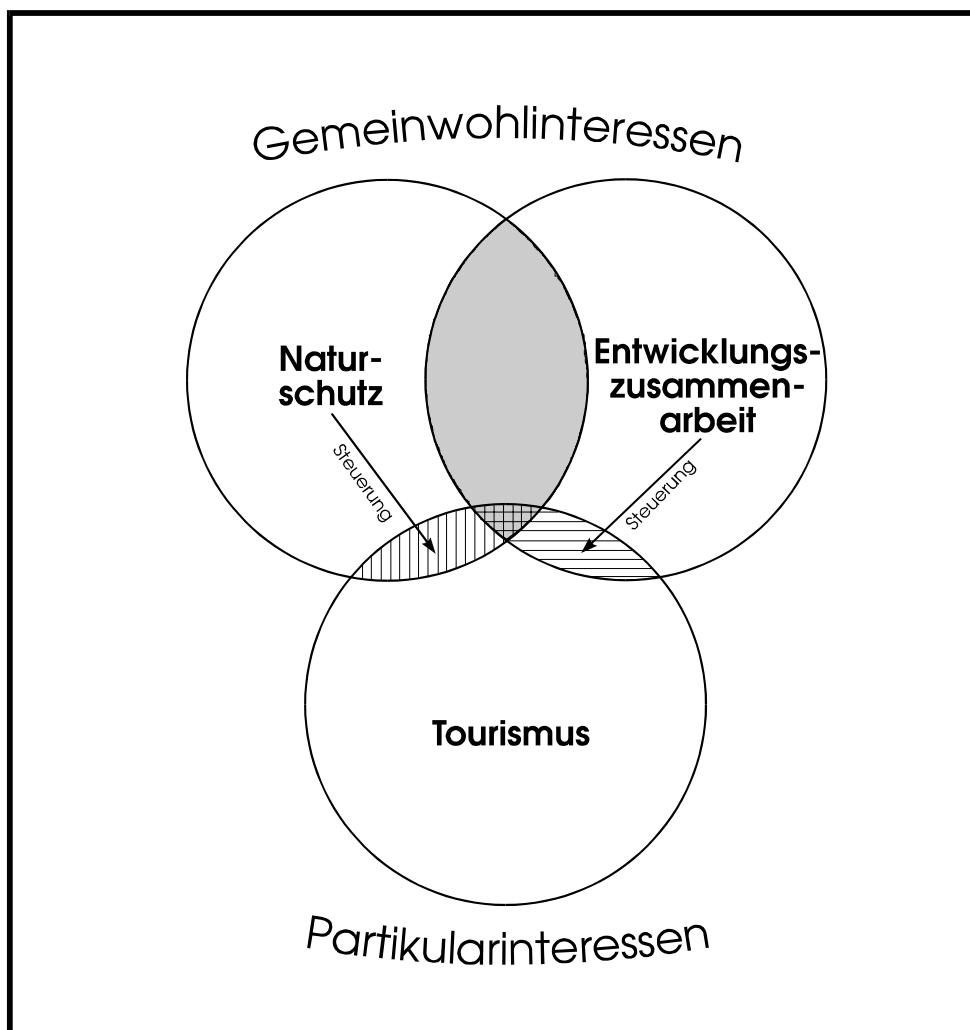 Gemeinwohlinteressen
Natur-
schutz
Entwicklungs-
zusammen-
arbeit
Steuerung
Steuerung
Tourismus
Partikularinteressen